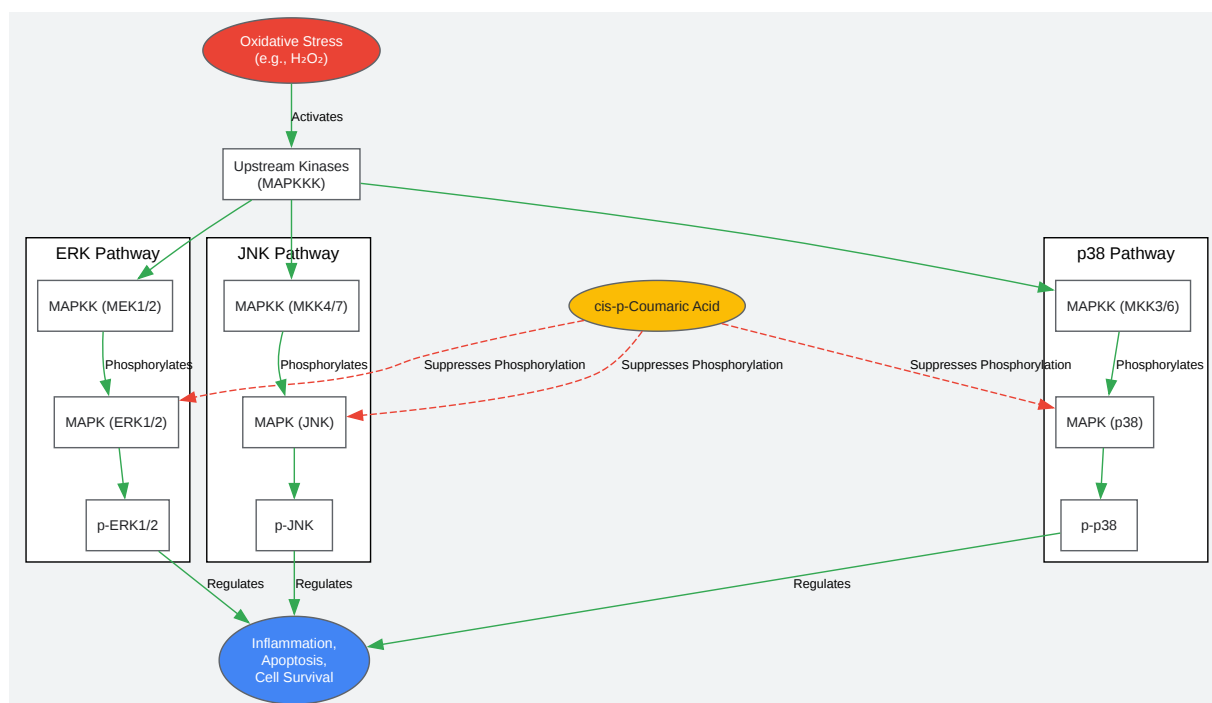 Oxidative Stress
(e.g., H₂O₂)
Activates
Upstream Kinases
(MAPKKK)
ERK Pathway
JNK Pathway
p38 Pathway
MAPKK (MEK1/2)
MAPKK (MKK4/7)
cis-p-Coumaric Acid
MAPKK (MKK3/6)
Phosphorylates
Phosphorylates
Suppresses Phosphorylation
Suppresses Phosphorylation
Suppresses Phosphorylation
Phosphorylates
MAPK (ERK1/2)
MAPK (JNK)
MAPK (p38)
p-ERK1/2
p-JNK
p-p38
Regulates
Regulates
Regulates
Inflammation,
Apoptosis,
Cell Survival